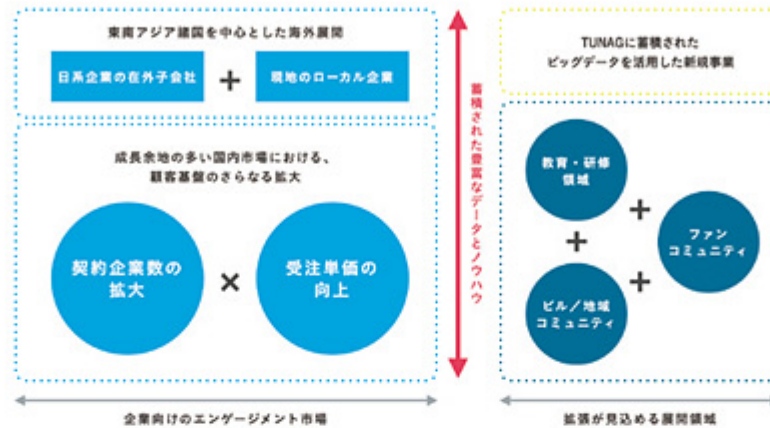 東南アジア建国を中心とした海外展開
日系企業の在外子会社
+
現地のローカル企業
成長余地の多い国内市場における、
顧客基盤のさらなる拡大
契約企業数の
拡大
×
受注単価の
向上
企業向けのエンゲージメント市場
蓄積された豊富なデータとノウハウ
TUNAGに蓄積された
ビッグデータを活用した新規事業
教育・研修
領域
+
+
ファン
コミュニティ
+
ビル／地域
コミュニティ
拡張が見込める展開領域